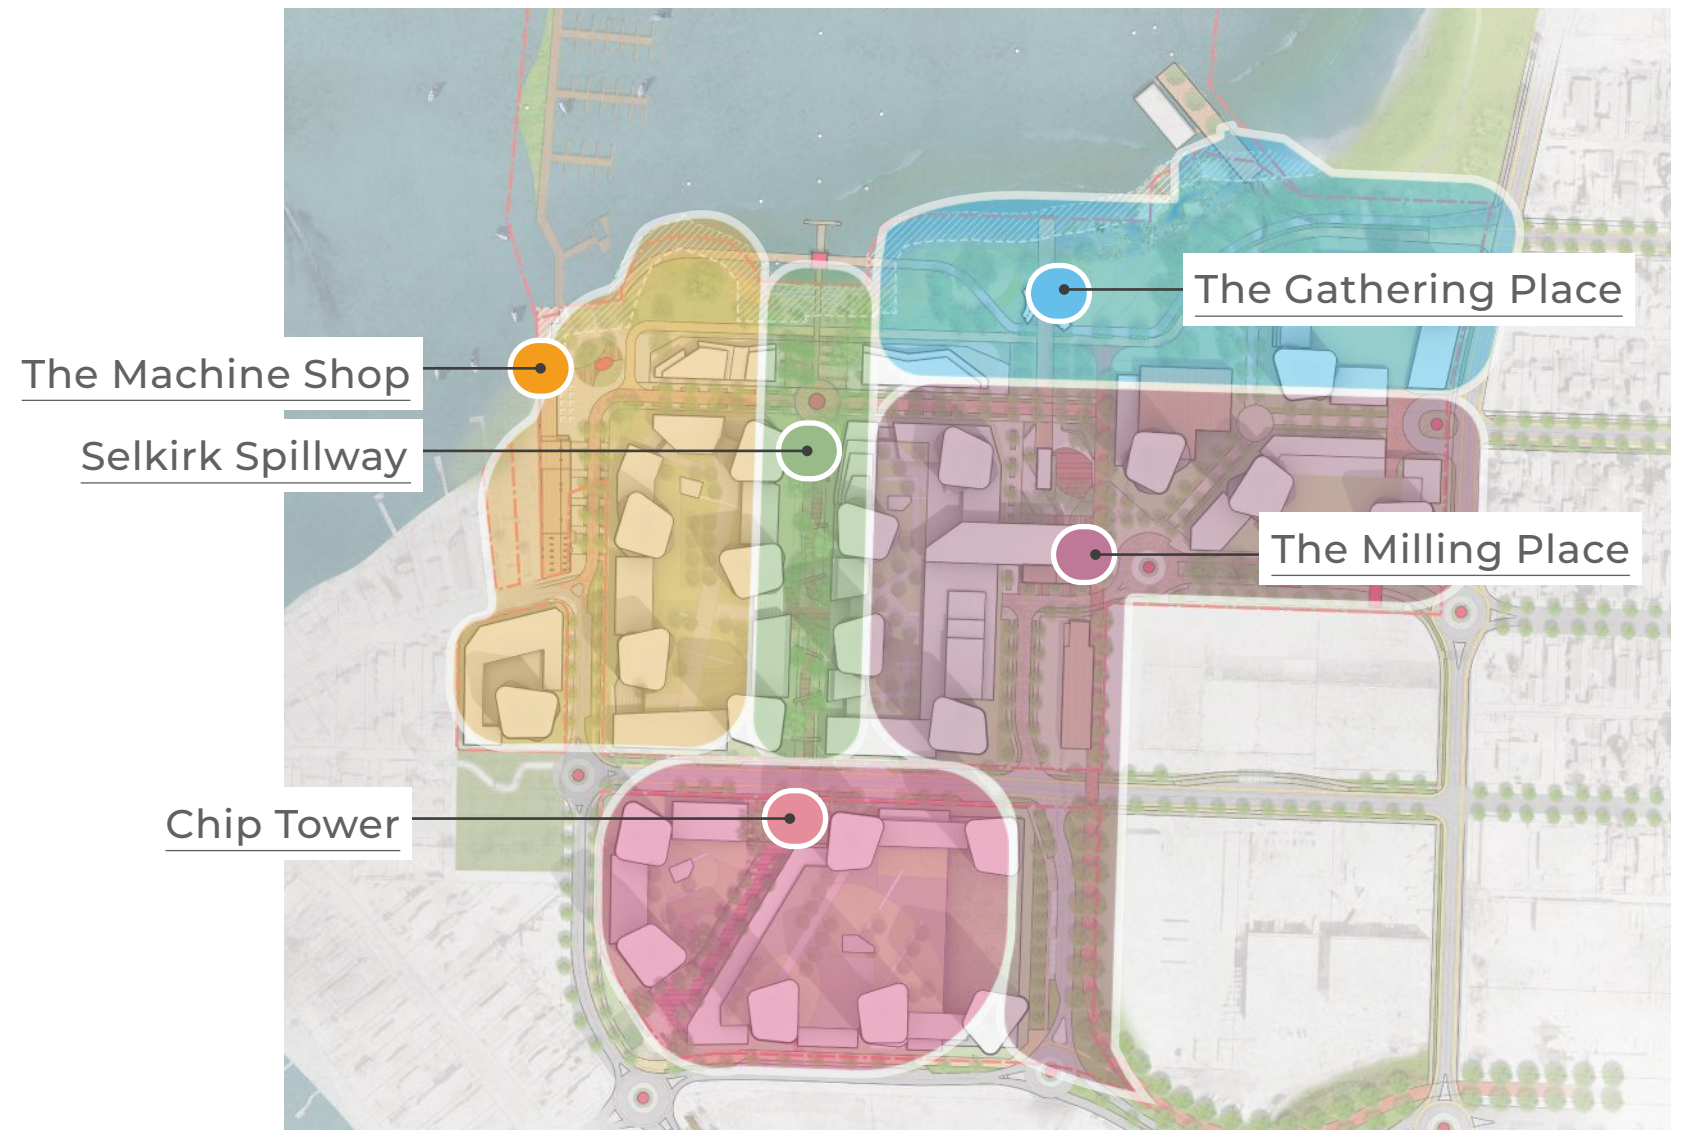 The Gathering Place
The Machine Shop
Selkirk Spillway
The Milling Place
Chip Tower